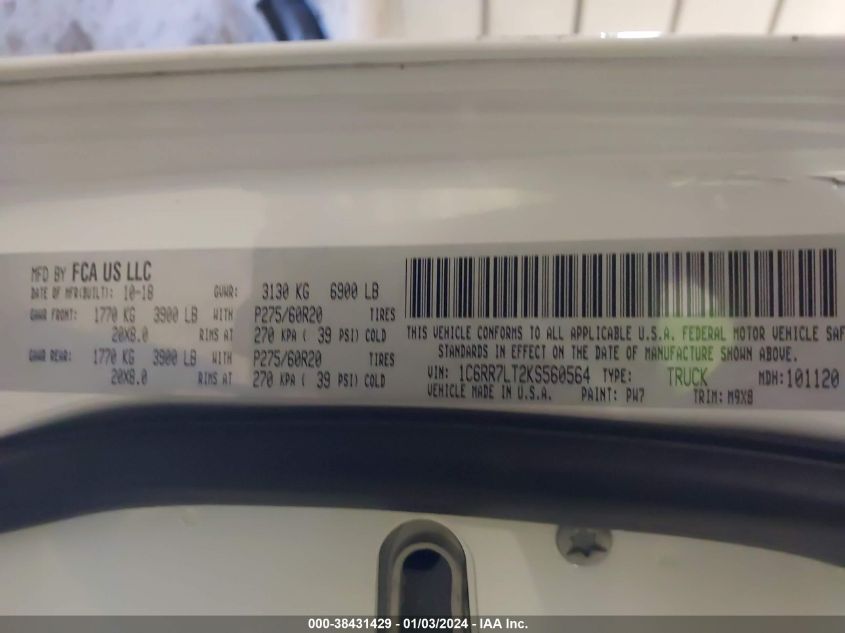 MFD BY FCA US LLC
DATE OF MFR(BUILT): 10-18 GVWR: 3130 KG 6900 LB
GAWR FRONT: 1770 KG 3900 LB WITH P275/60R20 TIRES
20X8.0 RIMS AT 270 KPA ( 39 PSI) COLD
GAWR REAR: 1770 KG 3900 LB WITH P275/60R20 TIRES
20X8.0 RIMS AT 270 KPA ( 39 PSI) COLD
THIS VEHICLE CONFORMS TO ALL APPLICABLE U.S.A. FEDERAL MOTOR VEHICLE SAF
STANDARDS IN EFFECT ON THE DATE OF MANUFACTURE SHOWN ABOVE.
VIN: 1C6RR7LT2KS560564 TYPE: TRUCK MDH:101120
VEHICLE MADE IN U.S.A. PAINT: PW7 TRIM: M9X8
000-38431429 - 01/03/2024 - IAA Inc.